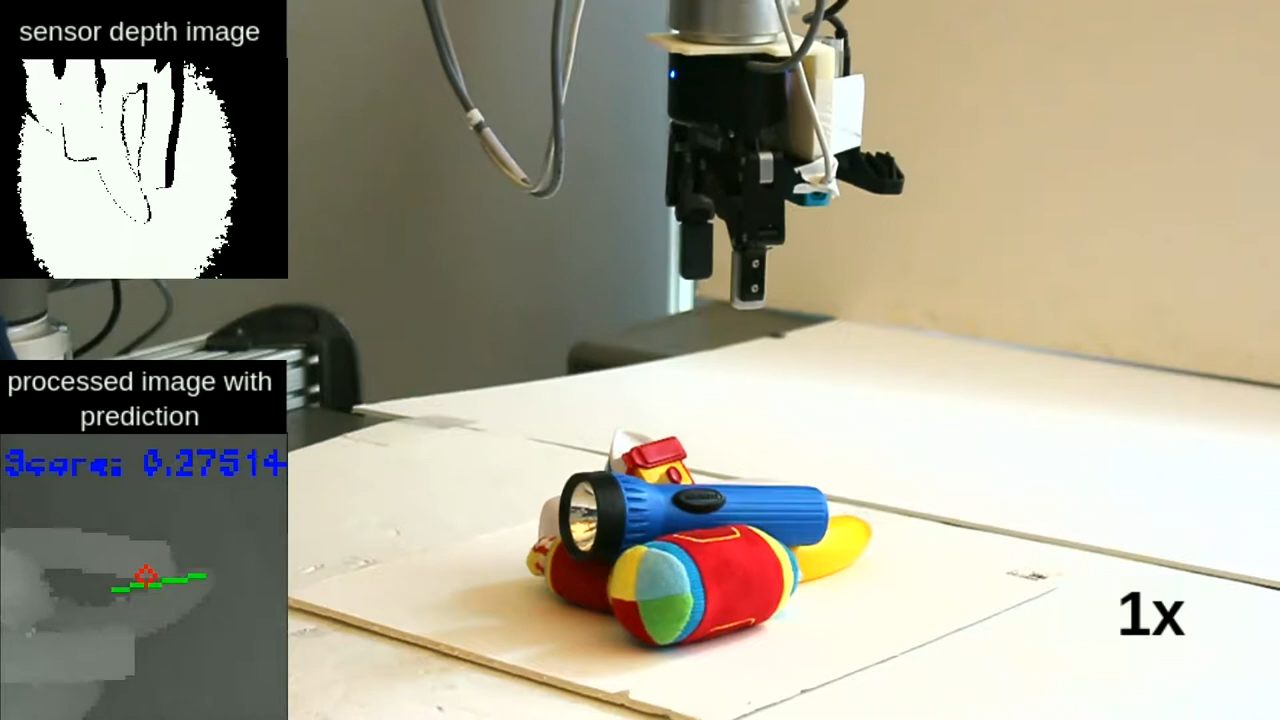 sensor depth image
processed image with
prediction
Score: 0.27514
1x